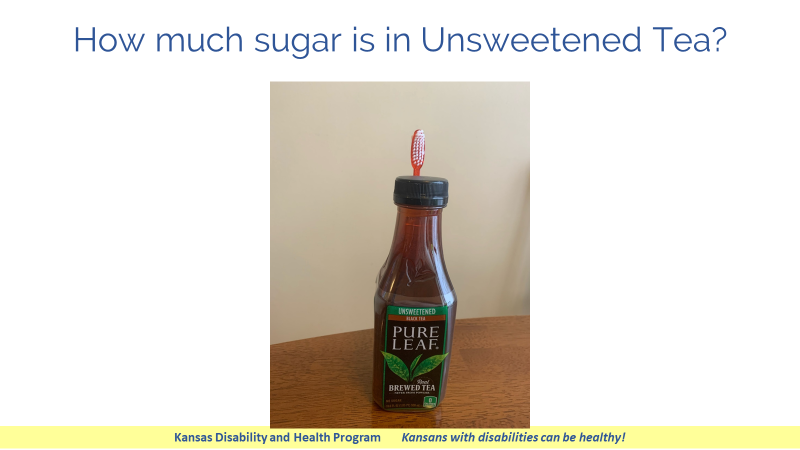 How much sugar is in Unsweetened Tea?
UNSWEETENED
BLACK TEA
PURE
LEAF
Real
BREWED TEA
Kansas Disability and Health Program Kansans with disabilities can be healthy!